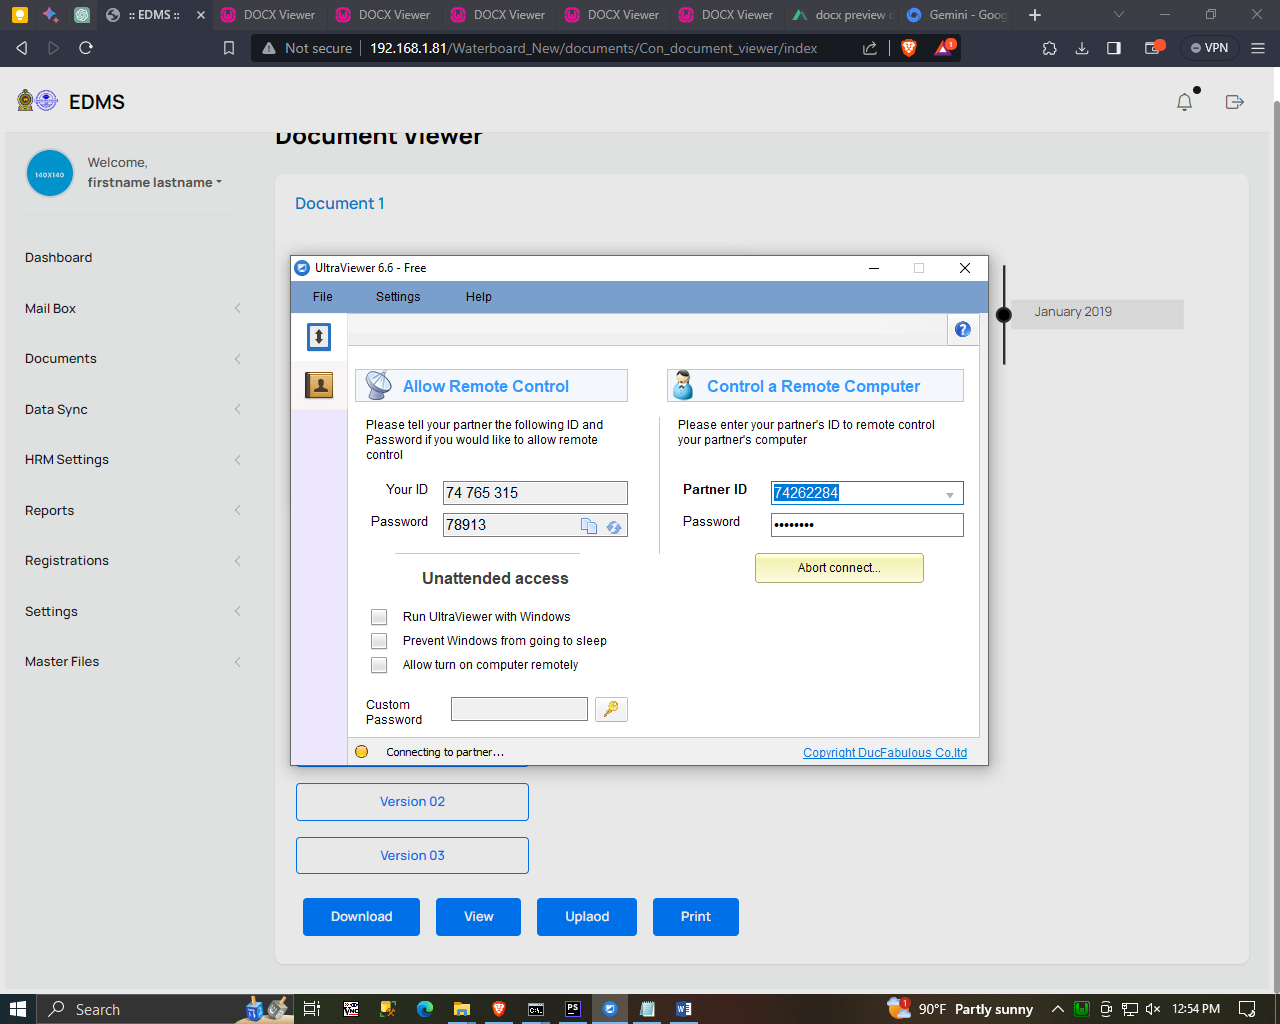 :: EDMS ::
DOCX Viewer
DOCX Viewer
DOCX Viewer
DOCX Viewer
DOCX Viewer
docx preview
Gemini - Goog
Not secure
192.168.1.81/Waterboard_New/documents/Con_document_viewer/index
1
VPN
EDMS
Document Viewer
140X140
Welcome,
firstname lastname
Document 1
Dashboard
Mail Box
Documents
Data Sync
HRM Settings
Reports
Registrations
Settings
Master Files
January 2019
UltraViewer 6.6 - Free
File
Settings
Help
Allow Remote Control
Please tell your partner the following ID and
Password if you would like to allow remote
control
Your ID
74 765 315
Password
78913
Unattended access
Run UltraViewer with Windows
Prevent Windows from going to sleep
Allow turn on computer remotely
Custom
Password
Control a Remote Computer
Please enter your partner's ID to remote control
your partner's computer
Partner ID
74262284
Password
••••••••
Abort connect...
Connecting to partner...
Copyright DucFabulous Co,ltd
Version 02
Version 03
Download
View
Uplaod
Print
Search
PS
1
90°F Partly sunny
12:54 PM